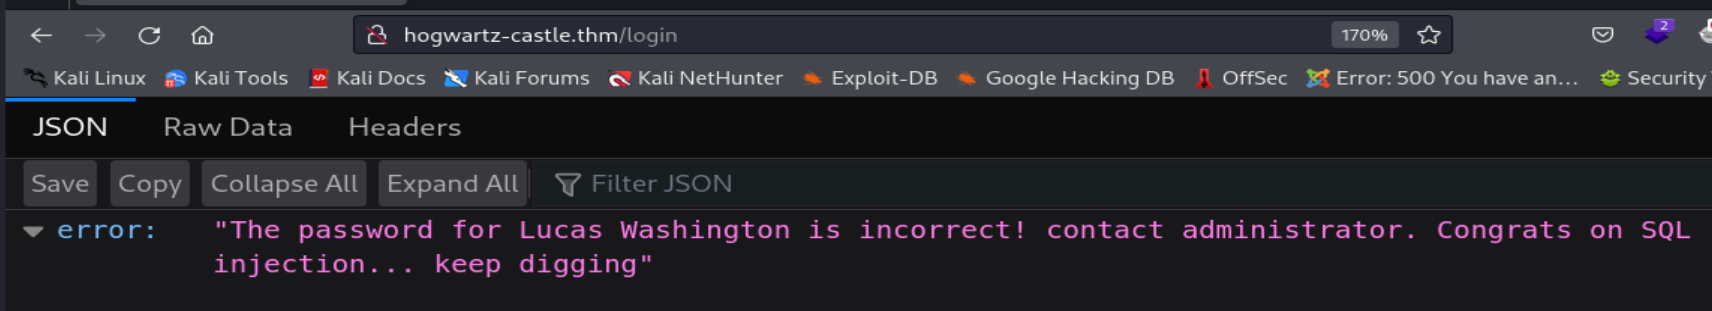 hogwartz-castle.thm/login 170% 2
Kali Linux Kali Tools Kali Docs Kali Forums Kali NetHunter Exploit-DB Google Hacking DB OffSec Error: 500 You have an... Security
JSON Raw Data Headers
Save Copy Collapse All Expand All Filter JSON
error: "The password for Lucas Washington is incorrect! contact administrator. Congrats on SQL
injection... keep digging"